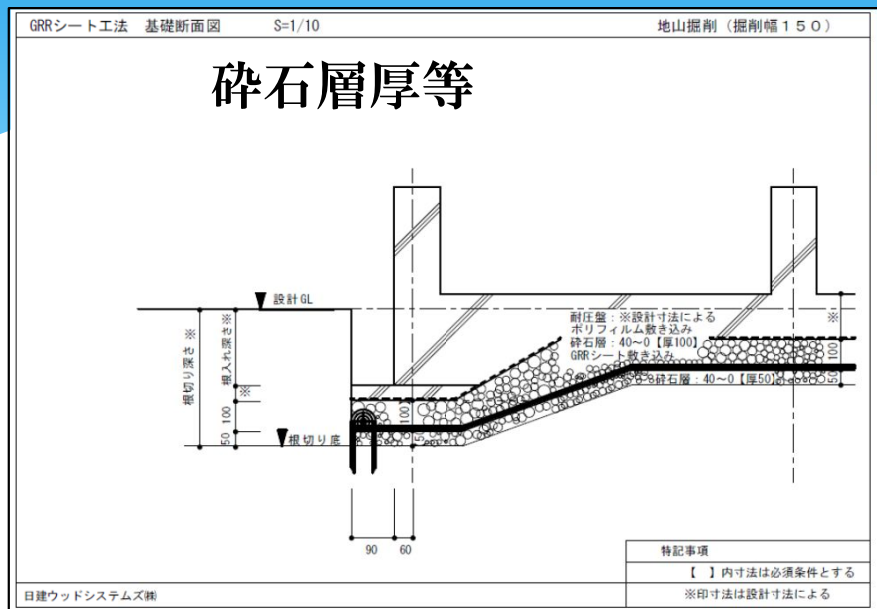 GRRシート工法 基礎断面図 S=1/10
地山掘削（掘削幅１５０）
砕石層厚等
設計GL
根切り深さ ※
根入れ深さ※
※
100
50
根切り底
100
50
耐圧盤：※設計寸法による
ポリフィルム敷き込み
砕石層：40～0【厚100】
GRRシート敷き込み
砕石層：40～0【厚50】
※
100
50
90
60
特記事項
【 】内寸法は必須条件とする
※印寸法は設計寸法による
日建ウッドシステムズ㈱